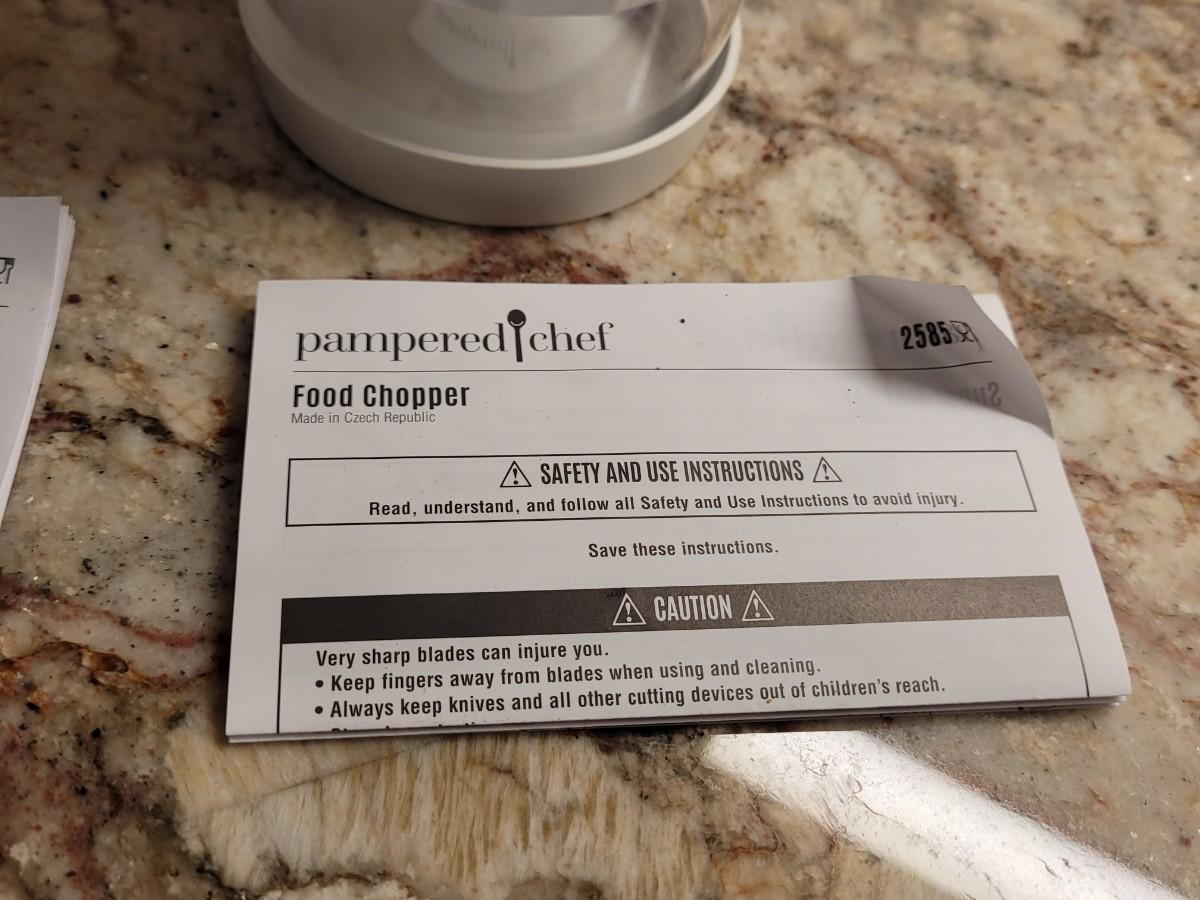 pampered chef
2585
Food Chopper
Made in Czech Republic
SAFETY AND USE INSTRUCTIONS
Read, understand, and follow all Safety and Use Instructions to avoid injury.
Save these instructions.
CAUTION
Very sharp blades can injure you.
• Keep fingers away from blades when using and cleaning.
• Always keep knives and all other cutting devices out of children's reach.